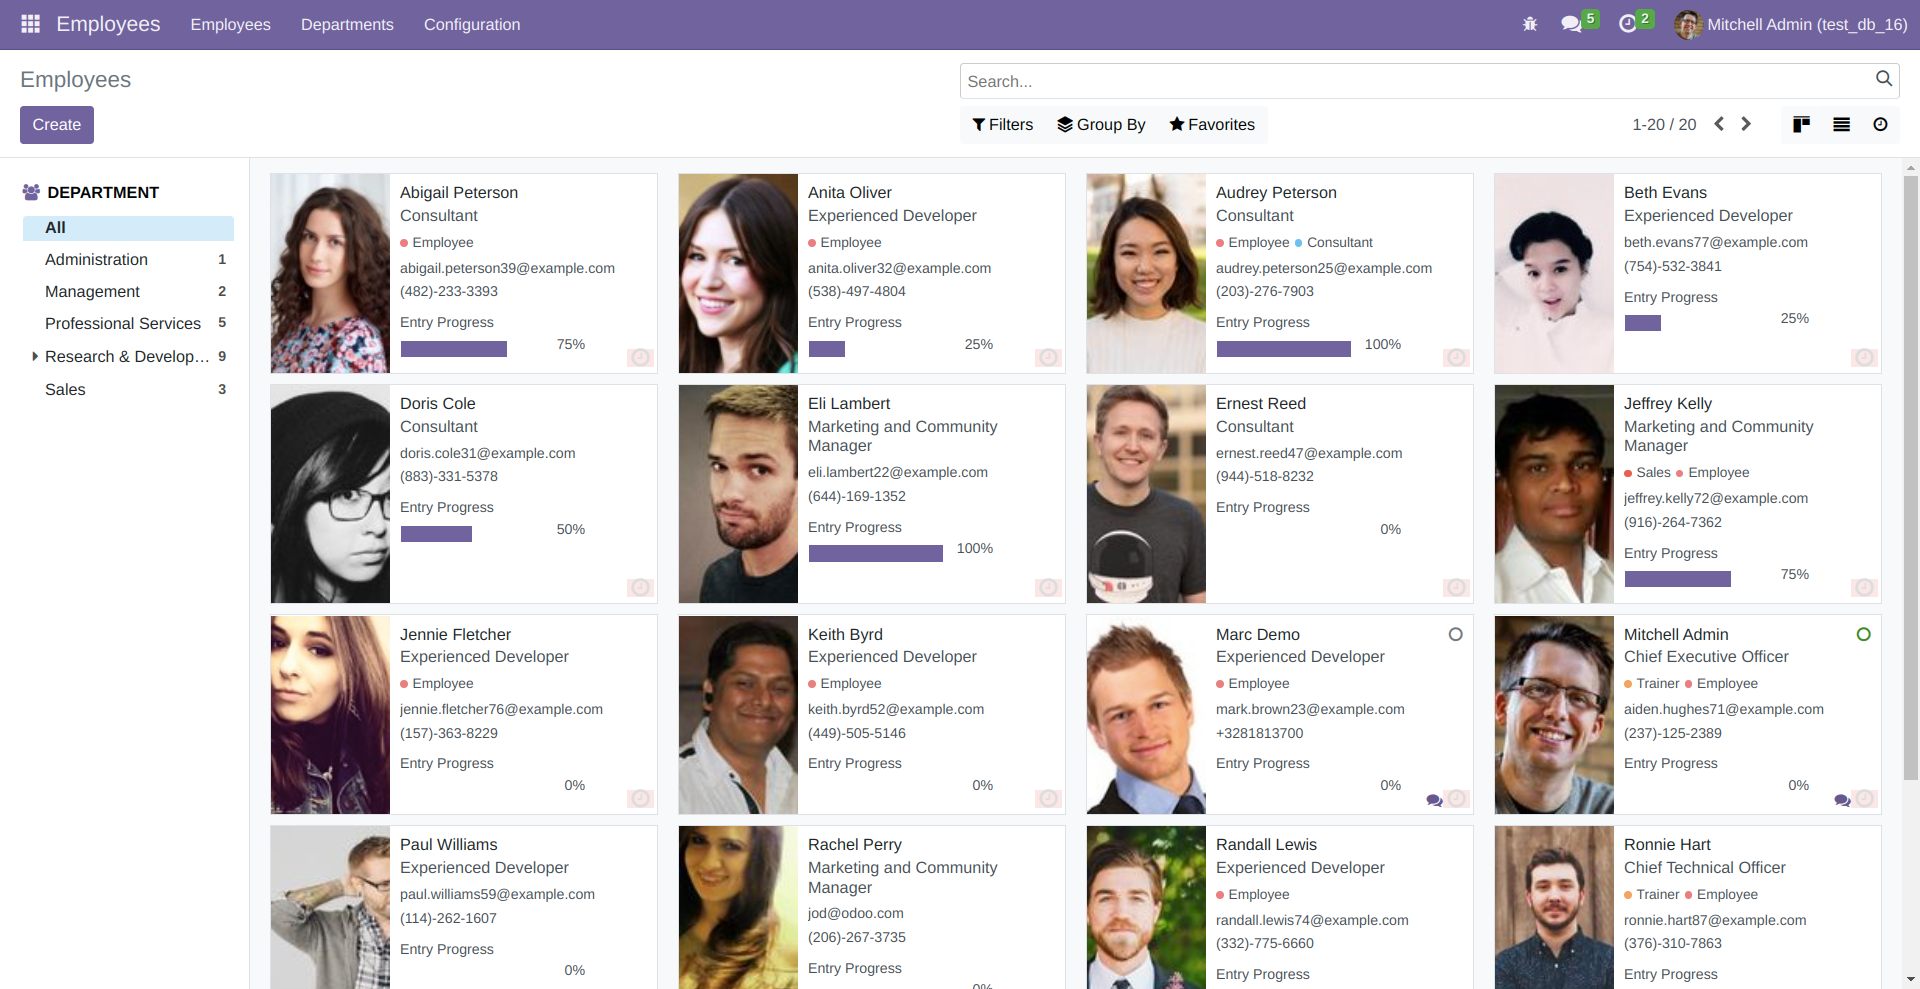 Employees Employees Departments Configuration 5 2 Mitchell Admin (test_db_16)
Employees
Search...
Create
Filters Group By Favorites
1-20 / 20
DEPARTMENT
All
Administration 1
Management 2
Professional Services 5
Research & Develop... 9
Sales 3
Abigail Peterson
Consultant
Employee
abigail.peterson39@example.com
(482)-233-3393
Entry Progress
75%
Anita Oliver
Experienced Developer
Employee
anita.oliver32@example.com
(538)-497-4804
Entry Progress
25%
Audrey Peterson
Consultant
Employee Consultant
audrey.peterson25@example.com
(203)-276-7903
Entry Progress
100%
Beth Evans
Experienced Developer
beth.evans77@example.com
(754)-532-3841
Entry Progress
25%
Doris Cole
Consultant
doris.cole31@example.com
(883)-331-5378
Entry Progress
50%
Eli Lambert
Marketing and Community
Manager
eli.lambert22@example.com
(644)-169-1352
Entry Progress
100%
Ernest Reed
Consultant
ernest.reed47@example.com
(944)-518-8232
Entry Progress
0%
Jeffrey Kelly
Marketing and Community
Manager
Sales Employee
jeffrey.kelly72@example.com
(916)-264-7362
Entry Progress
75%
Jennie Fletcher
Experienced Developer
Employee
jennie.fletcher76@example.com
(157)-363-8229
Entry Progress
0%
Keith Byrd
Experienced Developer
Employee
keith.byrd52@example.com
(449)-505-5146
Entry Progress
0%
Marc Demo
Experienced Developer
Employee
mark.brown23@example.com
+3281813700
Entry Progress
0%
Mitchell Admin
Chief Executive Officer
Trainer Employee
aiden.hughes71@example.com
(237)-125-2389
Entry Progress
0%
Paul Williams
Experienced Developer
paul.williams59@example.com
(114)-262-1607
Entry Progress
0%
Rachel Perry
Marketing and Community
Manager
jod@odoo.com
(206)-267-3735
Entry Progress
0%
Randall Lewis
Experienced Developer
Employee
randall.lewis74@example.com
(332)-775-6660
Entry Progress
Ronnie Hart
Chief Technical Officer
Trainer Employee
ronnie.hart87@example.com
(376)-310-7863
Entry Progress